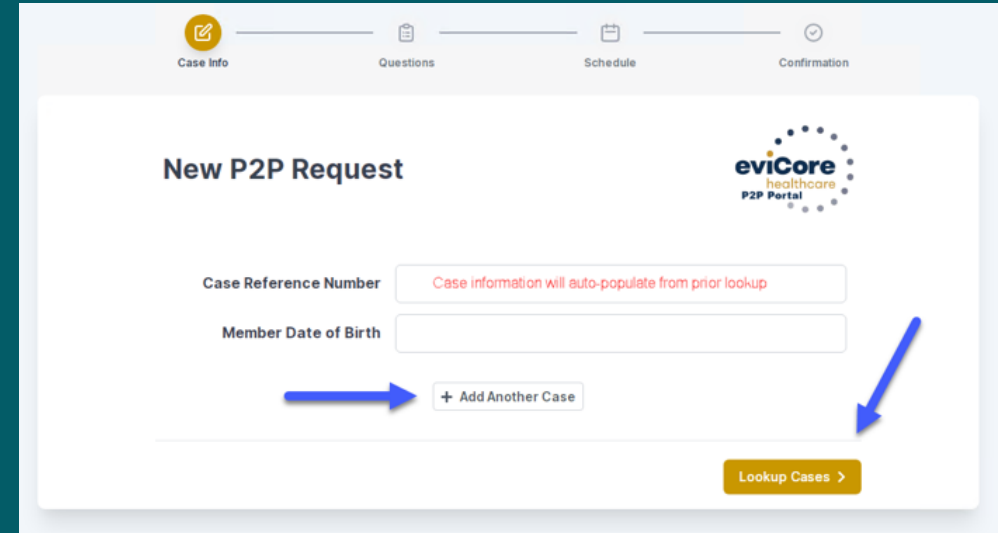 Case Info
Questions
Schedule
Confirmation
New P2P Request
eviCore
healthcare
P2P Portal
Case Reference Number
Case information will auto-populate from prior lookup
Member Date of Birth
+ Add Another Case
Lookup Cases >